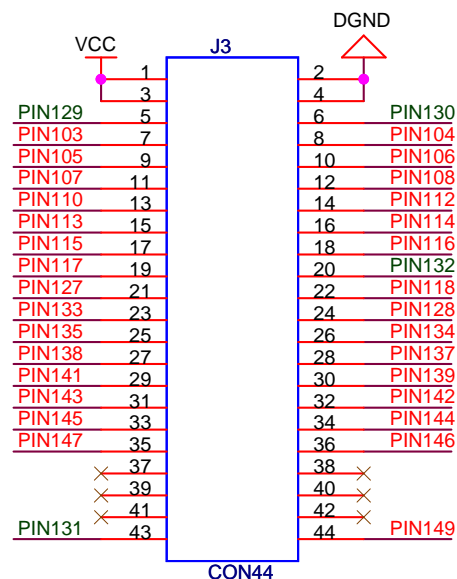 DGND
VCC J3
1 2
3 4
PIN129 5 6 PIN130
PIN103 7 8 PIN104
PIN105 9 10 PIN106
PIN107 11 12 PIN108
PIN110 13 14 PIN112
PIN113 15 16 PIN114
PIN115 17 18 PIN116
PIN117 19 20 PIN132
PIN127 21 22 PIN118
PIN133 23 24 PIN128
PIN135 25 26 PIN134
PIN138 27 28 PIN137
PIN141 29 30 PIN139
PIN143 31 32 PIN142
PIN145 33 34 PIN144
PIN147 35 36 PIN146
37 38
39 40
41 42
PIN131 43 44 PIN149
CON44